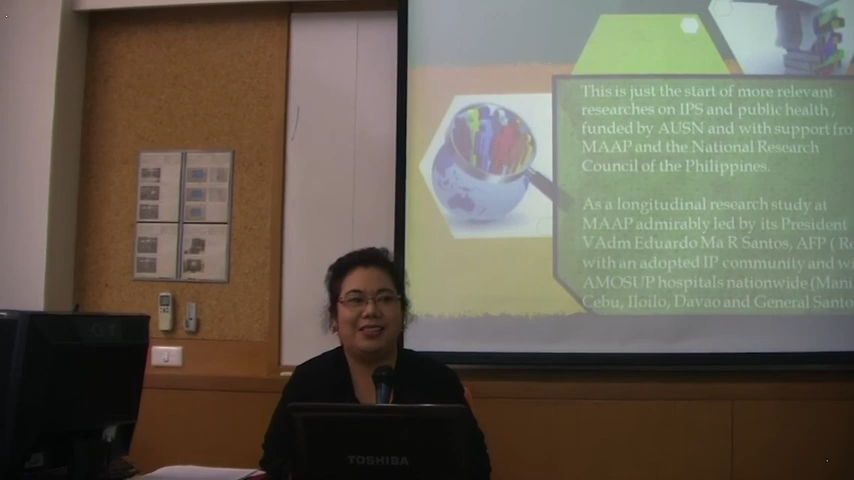 This is just the start of more relevant
researches on IPS and public health,
funded by AUSN and with support fro
MAAP and the National Research
Council of the Philippines.
As a longitudinal research study at
MAAP admirably led by its President
VAdm Eduardo Ma R Santos, AFP ( Re
with an adopted IP community and w
AMOSUP hospitals nationwide (Mani
Cebu, Iloilo, Davao and General Santo
TOSHIBA